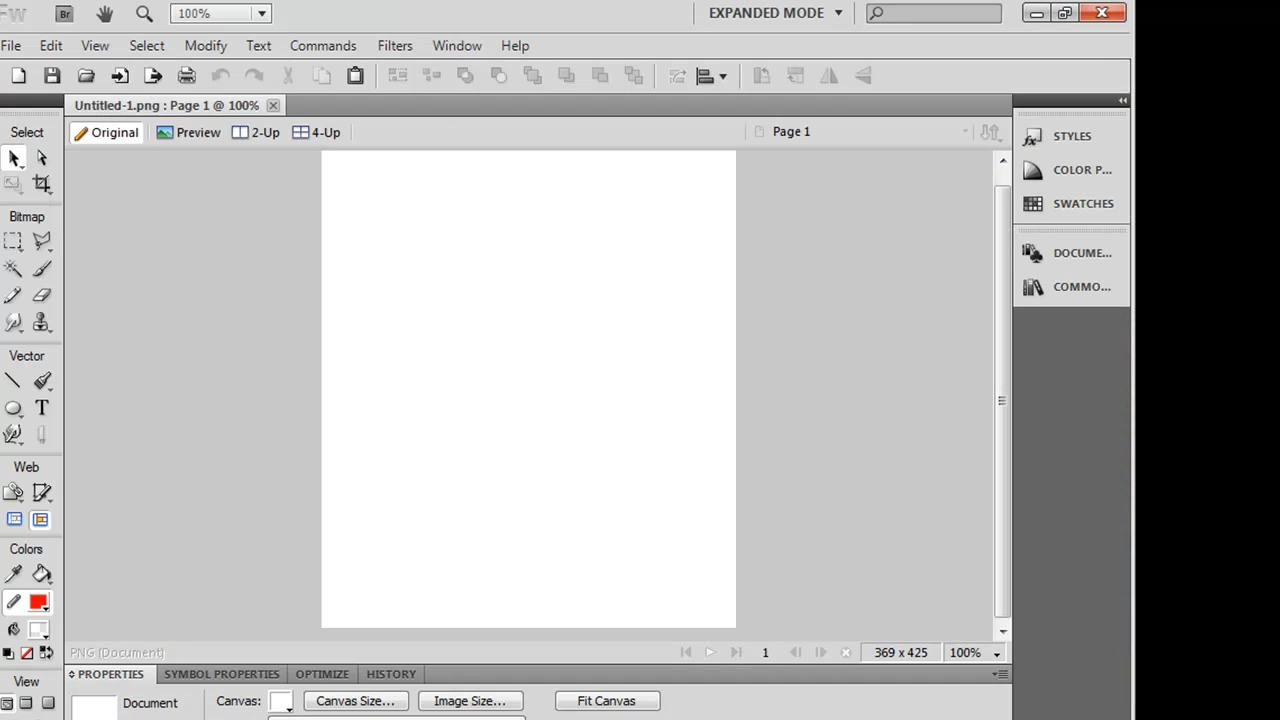 Fw Br 100% EXPANDED MODE
File Edit View Select Modify Text Commands Filters Window Help
Untitled-1.png : Page 1 @ 100%
Select Original Preview 2-Up 4-Up Page 1
STYLES
COLOR P...
SWATCHES
Bitmap
DOCUME...
COMMO...
Vector
T
Web
Colors
PNG (Document) 1 369 x 425 100%
View PROPERTIES SYMBOL PROPERTIES OPTIMIZE HISTORY
Document Canvas: Canvas Size... Image Size... Fit Canvas